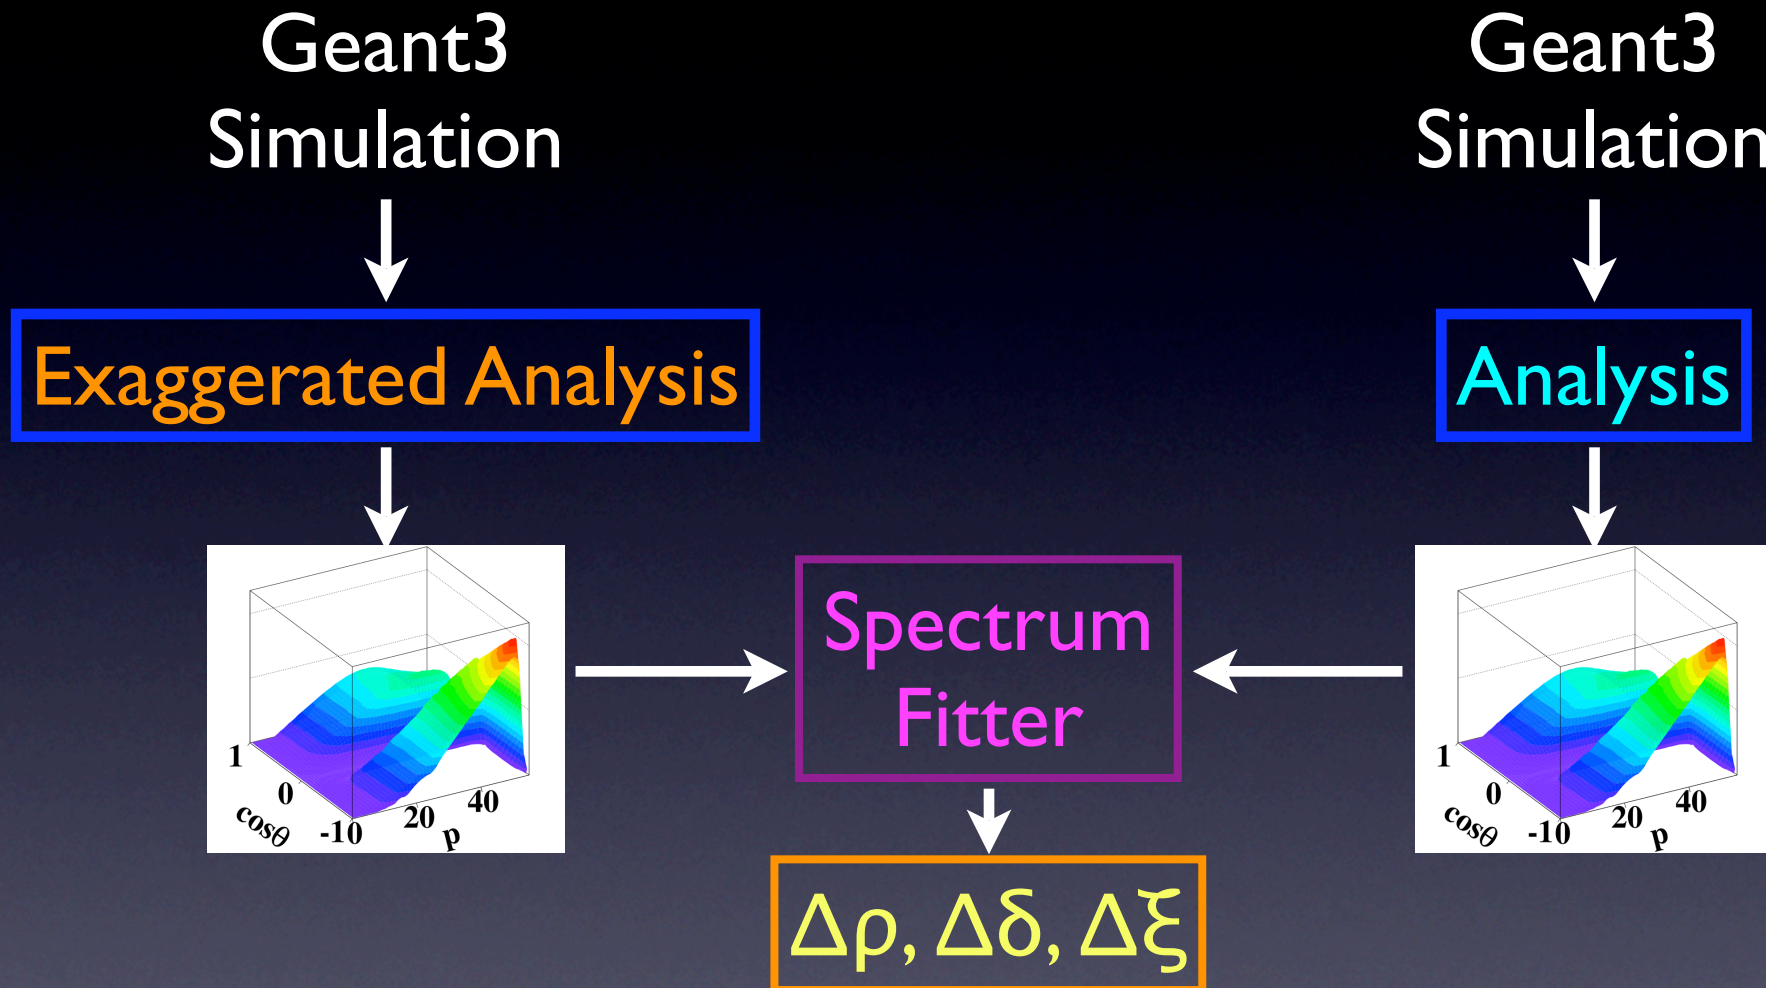 Geant3
Simulation
Geant3
Simulation
Exaggerated Analysis
Analysis
1
0
-1
cosθ
0
20
40
p
Spectrum
Fitter
1
0
-1
cosθ
0
20
40
p
Δρ, Δδ, Δξ